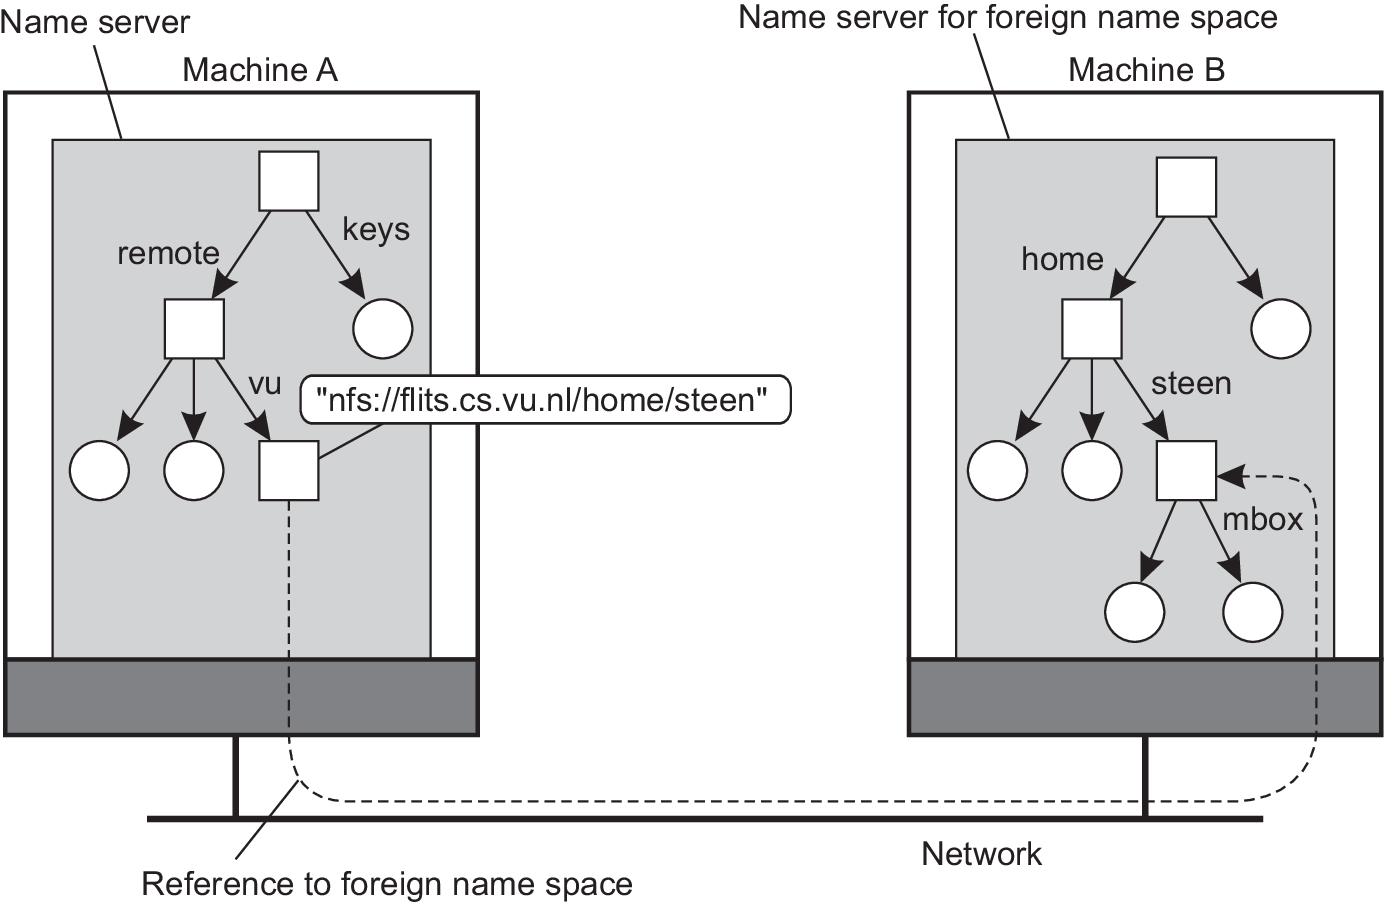 Name server
Name server for foreign name space
Machine A
Machine B
keys
remote
home
vu
"nfs://flits.cs.vu.nl/home/steen"
steen
mbox
Network
Reference to foreign name space